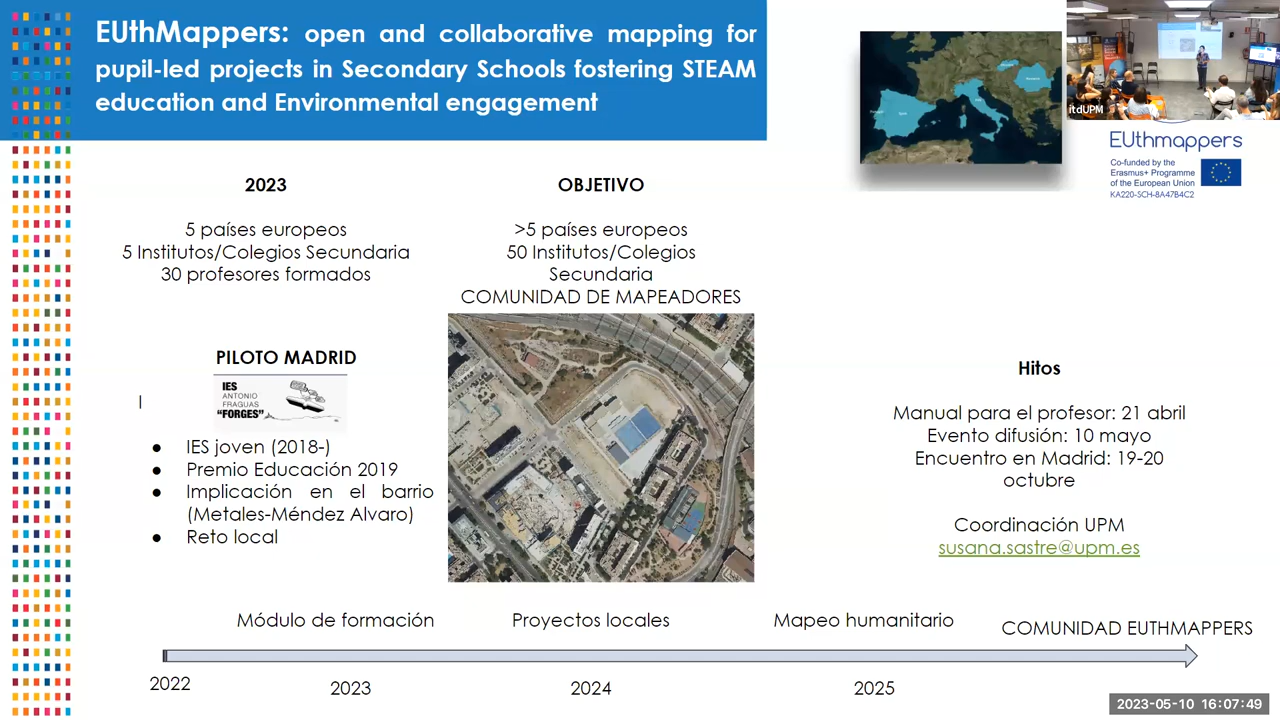 EUthMappers: open and collaborative mapping for
pupil-led projects in Secondary Schools fostering STEAM
education and Environmental engagement
itdUPM
EUthmappers
Co-funded by the
Erasmus+ Programme
of the European Union
KA220-SCH-8A47B4C2
2023
5 países europeos
5 Institutos/Colegios Secundaria
30 profesores formados
OBJETIVO
>5 países europeos
50 Institutos/Colegios
Secundaria
COMUNIDAD DE MAPEADORES
PILOTO MADRID
IES
ANTONIO
FRAGUAS
"FORGES"
IES joven (2018-)
Premio Educación 2019
Implicación en el barrio
(Metales-Méndez Alvaro)
Reto local
Hitos
Manual para el profesor: 21 abril
Evento difusión: 10 mayo
Encuentro en Madrid: 19-20
octubre
Coordinación UPM
susana.sastre@upm.es
Módulo de formación
Proyectos locales
Mapeo humanitario
COMUNIDAD EUTHMAPPERS
2022
2023
2024
2025
2023-05-10 16:07:49